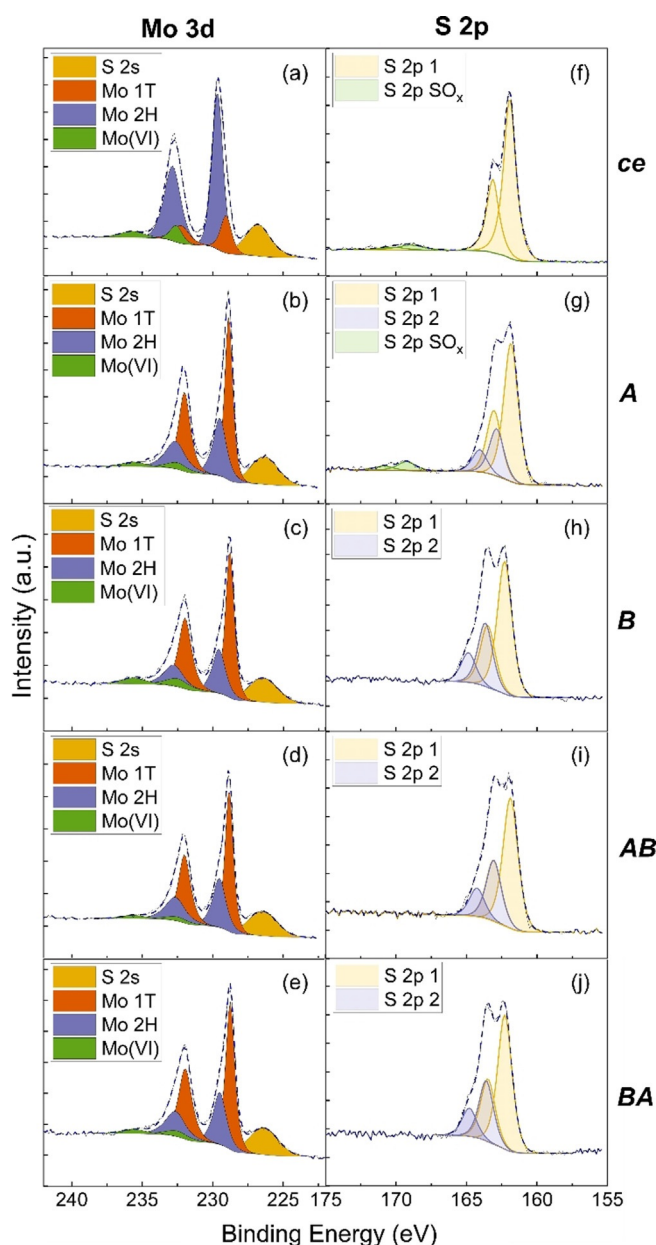 Mo 3d
S 2p
S 2s
Mo 1T
Mo 2H
Mo(VI)
(a)
S 2p 1
S 2p SOₓ
(f)
ce
S 2s
Mo 1T
Mo 2H
Mo(VI)
(b)
S 2p 1
S 2p 2
S 2p SOₓ
(g)
A
S 2s
Mo 1T
Mo 2H
Mo(VI)
(c)
S 2p 1
S 2p 2
(h)
B
S 2s
Mo 1T
Mo 2H
Mo(VI)
(d)
S 2p 1
S 2p 2
(i)
AB
S 2s
Mo 1T
Mo 2H
Mo(VI)
(e)
S 2p 1
S 2p 2
(j)
BA
Intensity (a.u.)
240 235 230 225 170 165 160 155
Binding Energy (eV)